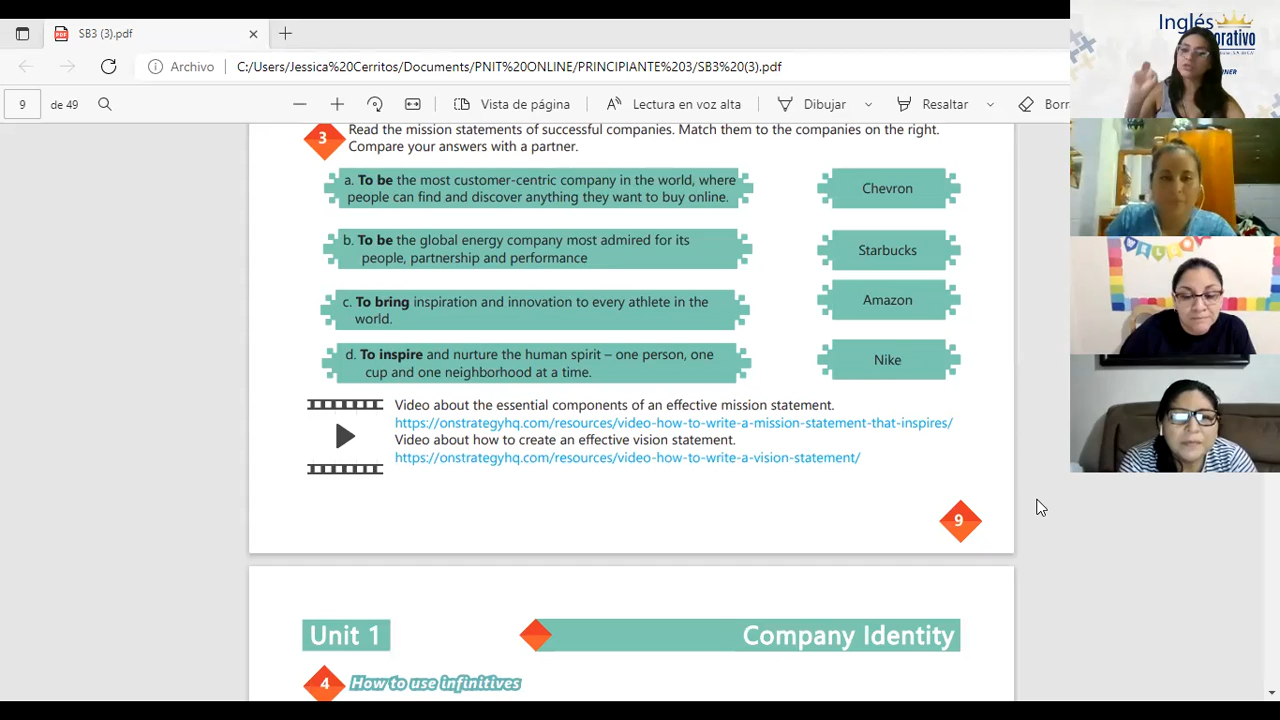 SB3 (3).pdf
Archivo
C:/Users/Jessica%20Cerritos/Documents/PNIT%20ONLINE/PRINCIPIANTE%203/SB3%20(3).pdf
9
de 49
Vista de página
Lectura en voz alta
Dibujar
Resaltar
Borr
3
Read the mission statements of successful companies. Match them to the companies on the right.
Compare your answers with a partner.
a. To be the most customer-centric company in the world, where
people can find and discover anything they want to buy online.
Chevron
b. To be the global energy company most admired for its
people, partnership and performance
Starbucks
c. To bring inspiration and innovation to every athlete in the
world.
Amazon
d. To inspire and nurture the human spirit – one person, one
cup and one neighborhood at a time.
Nike
Video about the essential components of an effective mission statement.
https://onstrategyhq.com/resources/video-how-to-write-a-mission-statement-that-inspires/
Video about how to create an effective vision statement.
https://onstrategyhq.com/resources/video-how-to-write-a-vision-statement/
9
Unit 1
Company Identity
4
How to use infinitives
Inglés
orativo